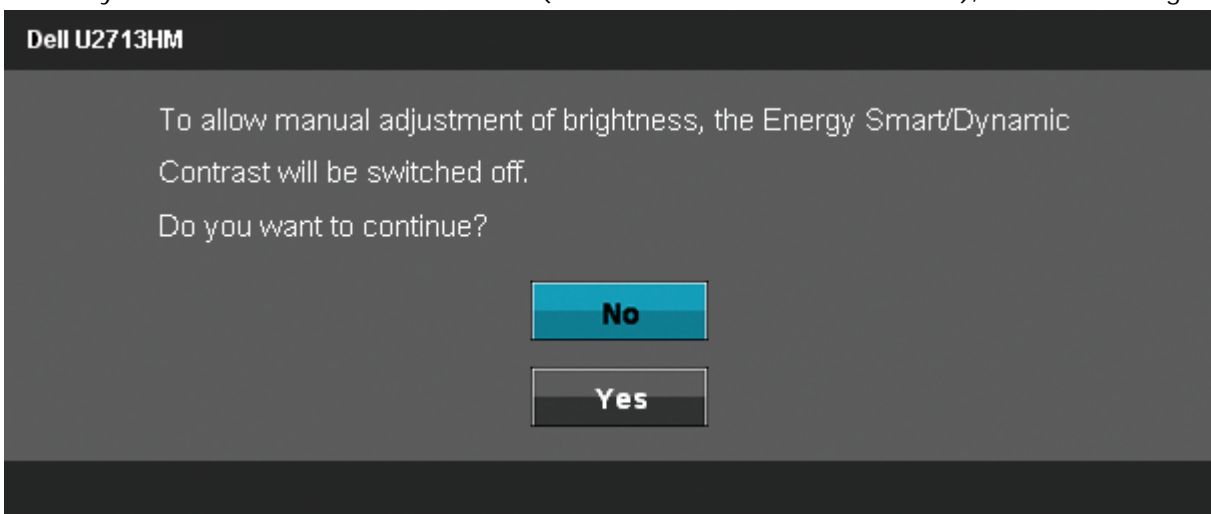 Dell U2713HM
To allow manual adjustment of brightness, the Energy Smart/Dynamic
Contrast will be switched off.
Do you want to continue?
No
Yes